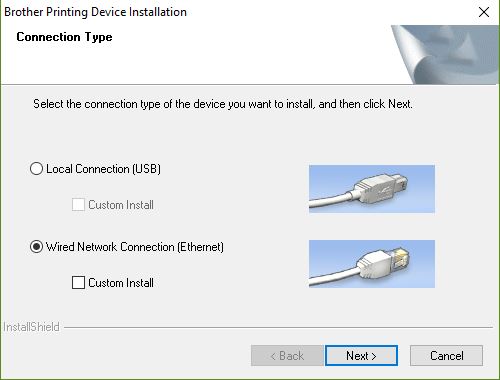 Brother Printing Device Installation
Connection Type
Select the connection type of the device you want to install, and then click Next.
Local Connection (USB)
Custom Install
Wired Network Connection (Ethernet)
Custom Install
InstallShield
< Back
Next >
Cancel